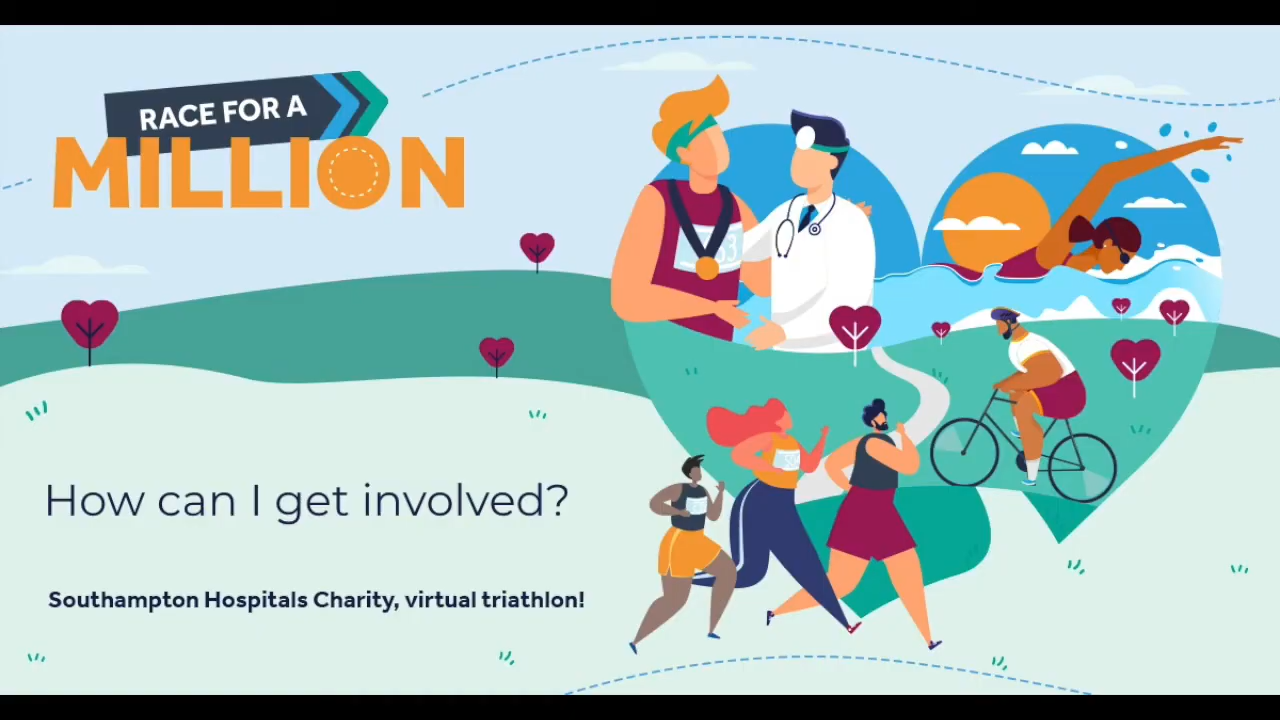 RACE FOR A
MILLION
How can I get involved?
Southampton Hospitals Charity, virtual triathlon!